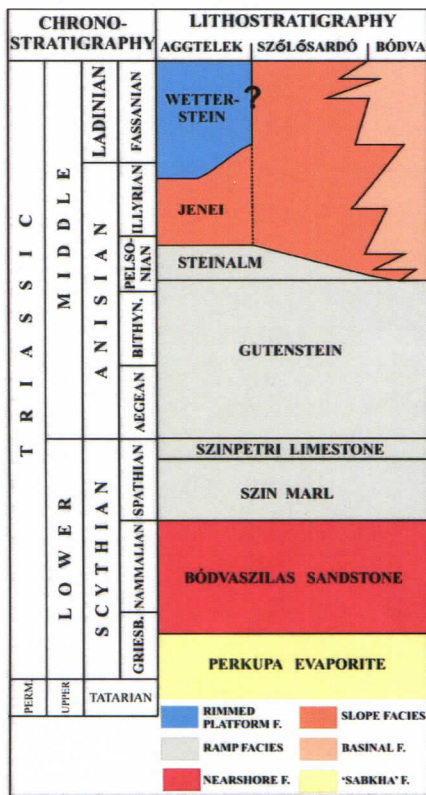 CHRONO-
STRATIGRAPHY
LITHOSTRATIGRAPHY
AGGTELEK
SZŐLŐSARDÓ
BÓDVA
TRIASSIC
MIDDLE
LADINIAN
FASSANIAN
WETTER-
STEIN
?
ANISIAN
ILLYRIAN
JENEI
PELSO-
NIAN
STEINALM
BITHYN.
GUTENSTEIN
AEGEAN
LOWER
SCYTHIAN
SPATHIAN
SZINPETRI LIMESTONE
SZIN MARL
NAMMALIAN
BÓDVASZILAS SANDSTONE
GRIESB.
PERKUPA EVAPORITE
PERM.
UPPER
TATARIAN
RIMMED
PLATFORM F.
SLOPE FACIES
RAMP FACIES
BASINAL F.
NEARSHORE F.
'SABKHA' F.